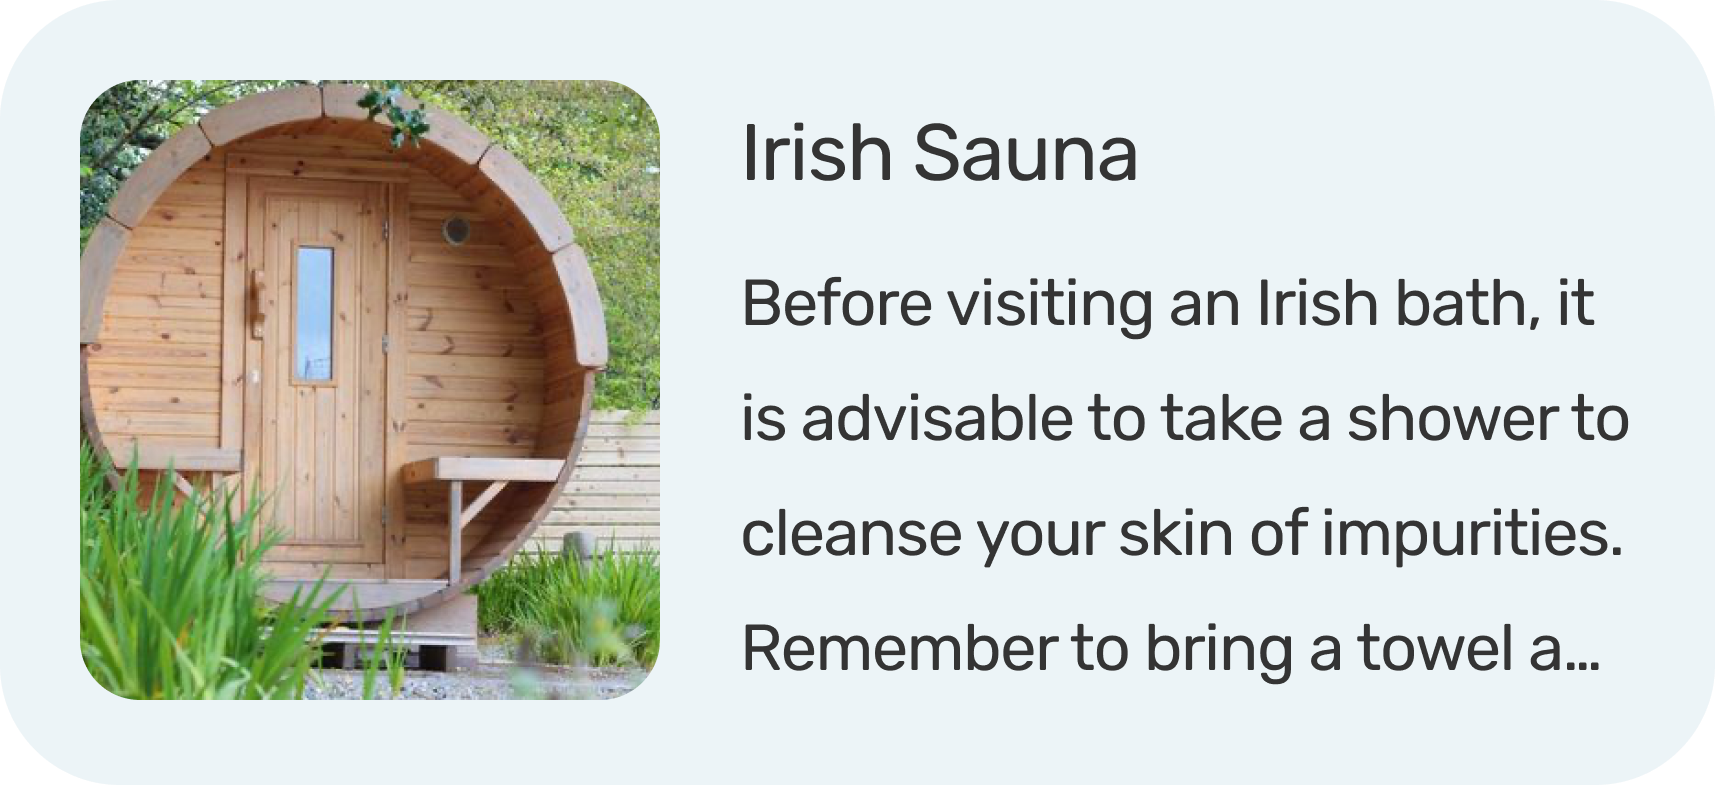 Irish Sauna
Before visiting an Irish bath, it
is advisable to take a shower to
cleanse your skin of impurities.
Remember to bring a towel a...